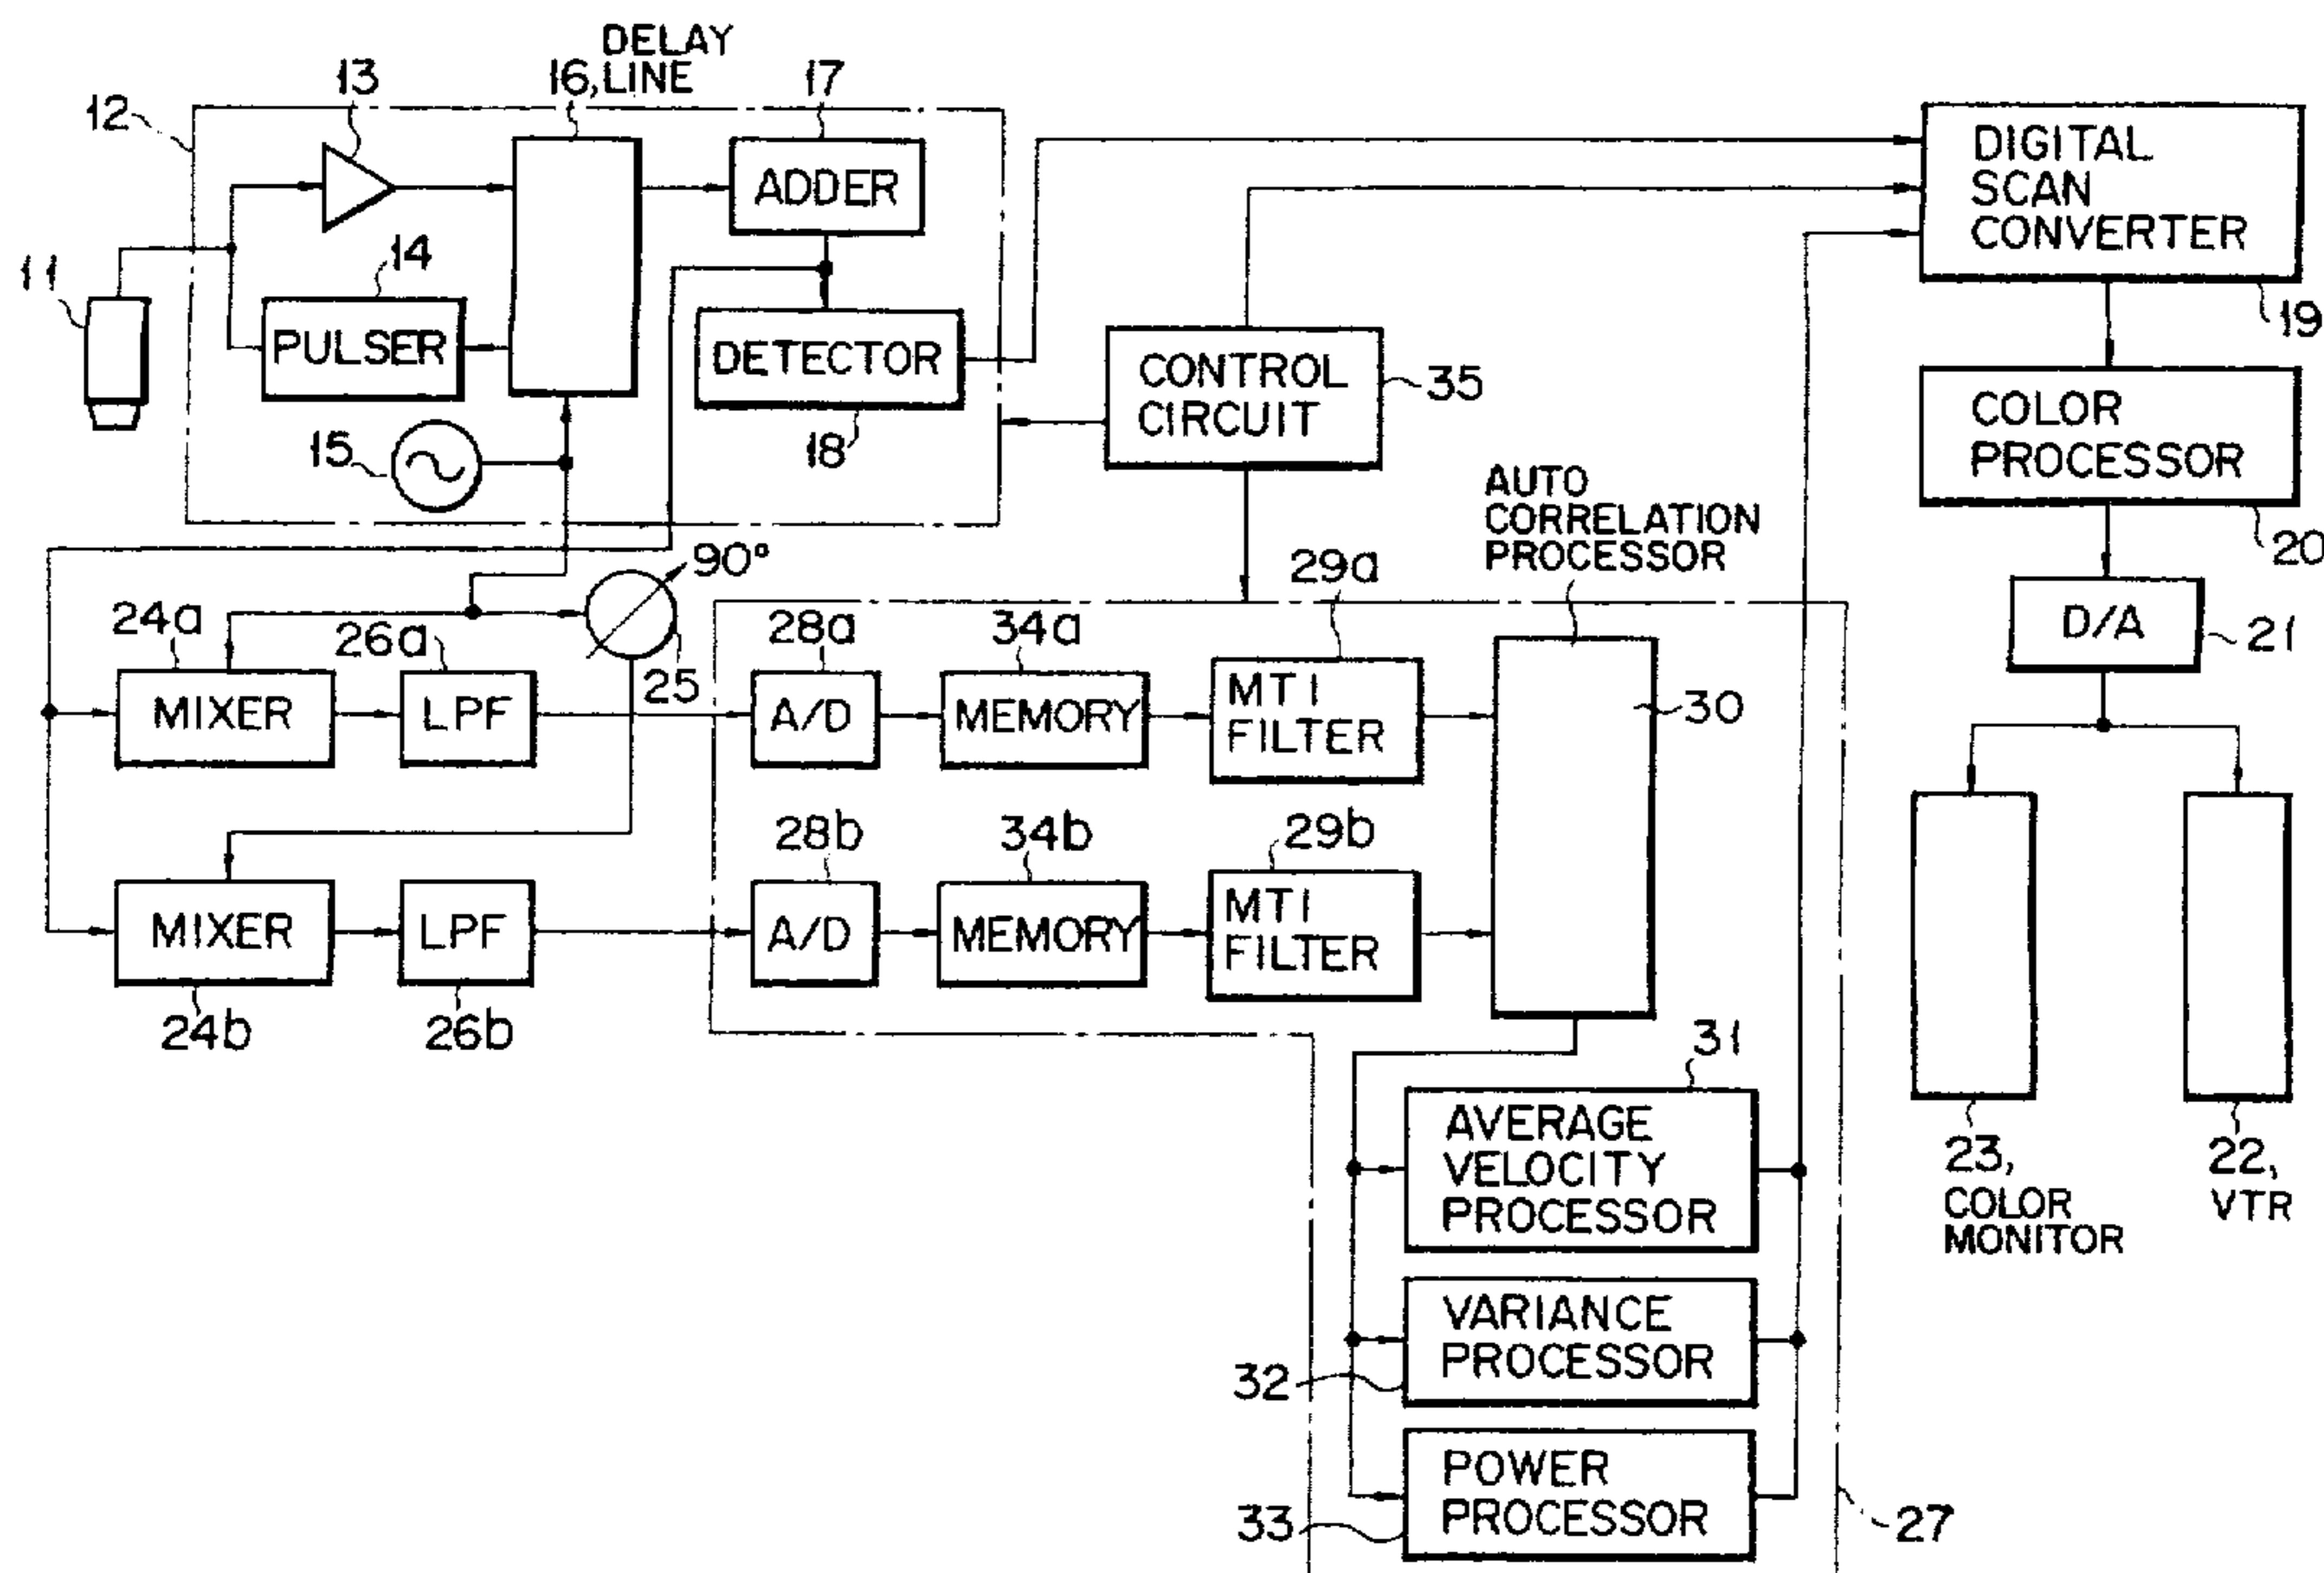 DELAY
16, LINE
13
17
12
ADDER
14
11
PULSER
DETECTOR
15
18
DIGITAL
SCAN
CONVERTER
19
CONTROL
CIRCUIT
35
COLOR
PROCESSOR
20
AUTO
CORRELATION
PROCESSOR
90°
25
24a
26a
28a
34a
29a
MIXER
LPF
A/D
MEMORY
MTI
FILTER
30
D/A
21
28b
34b
29b
MIXER
LPF
A/D
MEMORY
MTI
FILTER
24b
26b
31
AVERAGE
VELOCITY
PROCESSOR
VARIANCE
PROCESSOR
32
POWER
PROCESSOR
33
27
23,
COLOR
MONITOR
22,
VTR